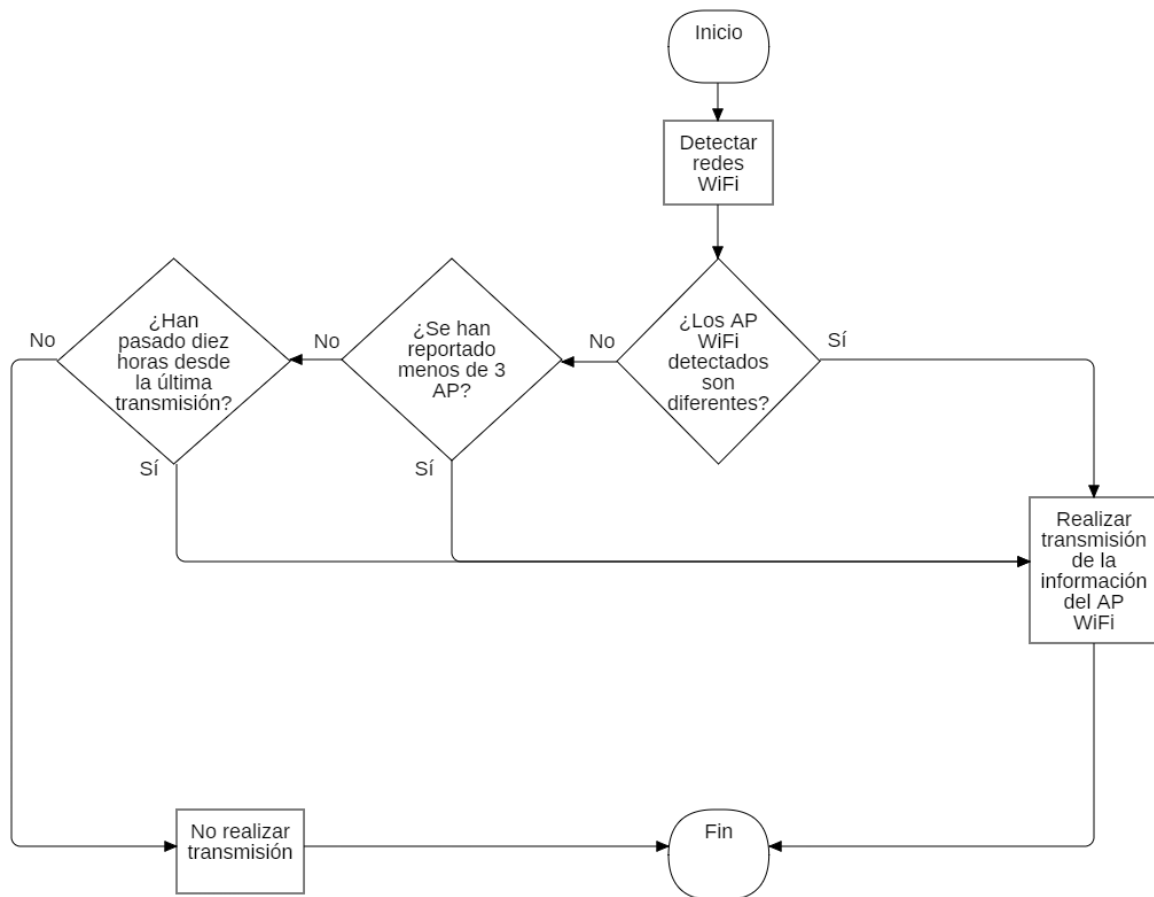 Inicio
Detectar
redes
WiFi
¿Los AP
WiFi
detectados
son
diferentes?
Sí
No
¿Se han
reportado
menos de 3
AP?
No
Sí
¿Han
pasado diez
horas desde
la última
transmisión?
No
Sí
Realizar
transmisión
de la
información
del AP
WiFi
No realizar
transmisión
Fin